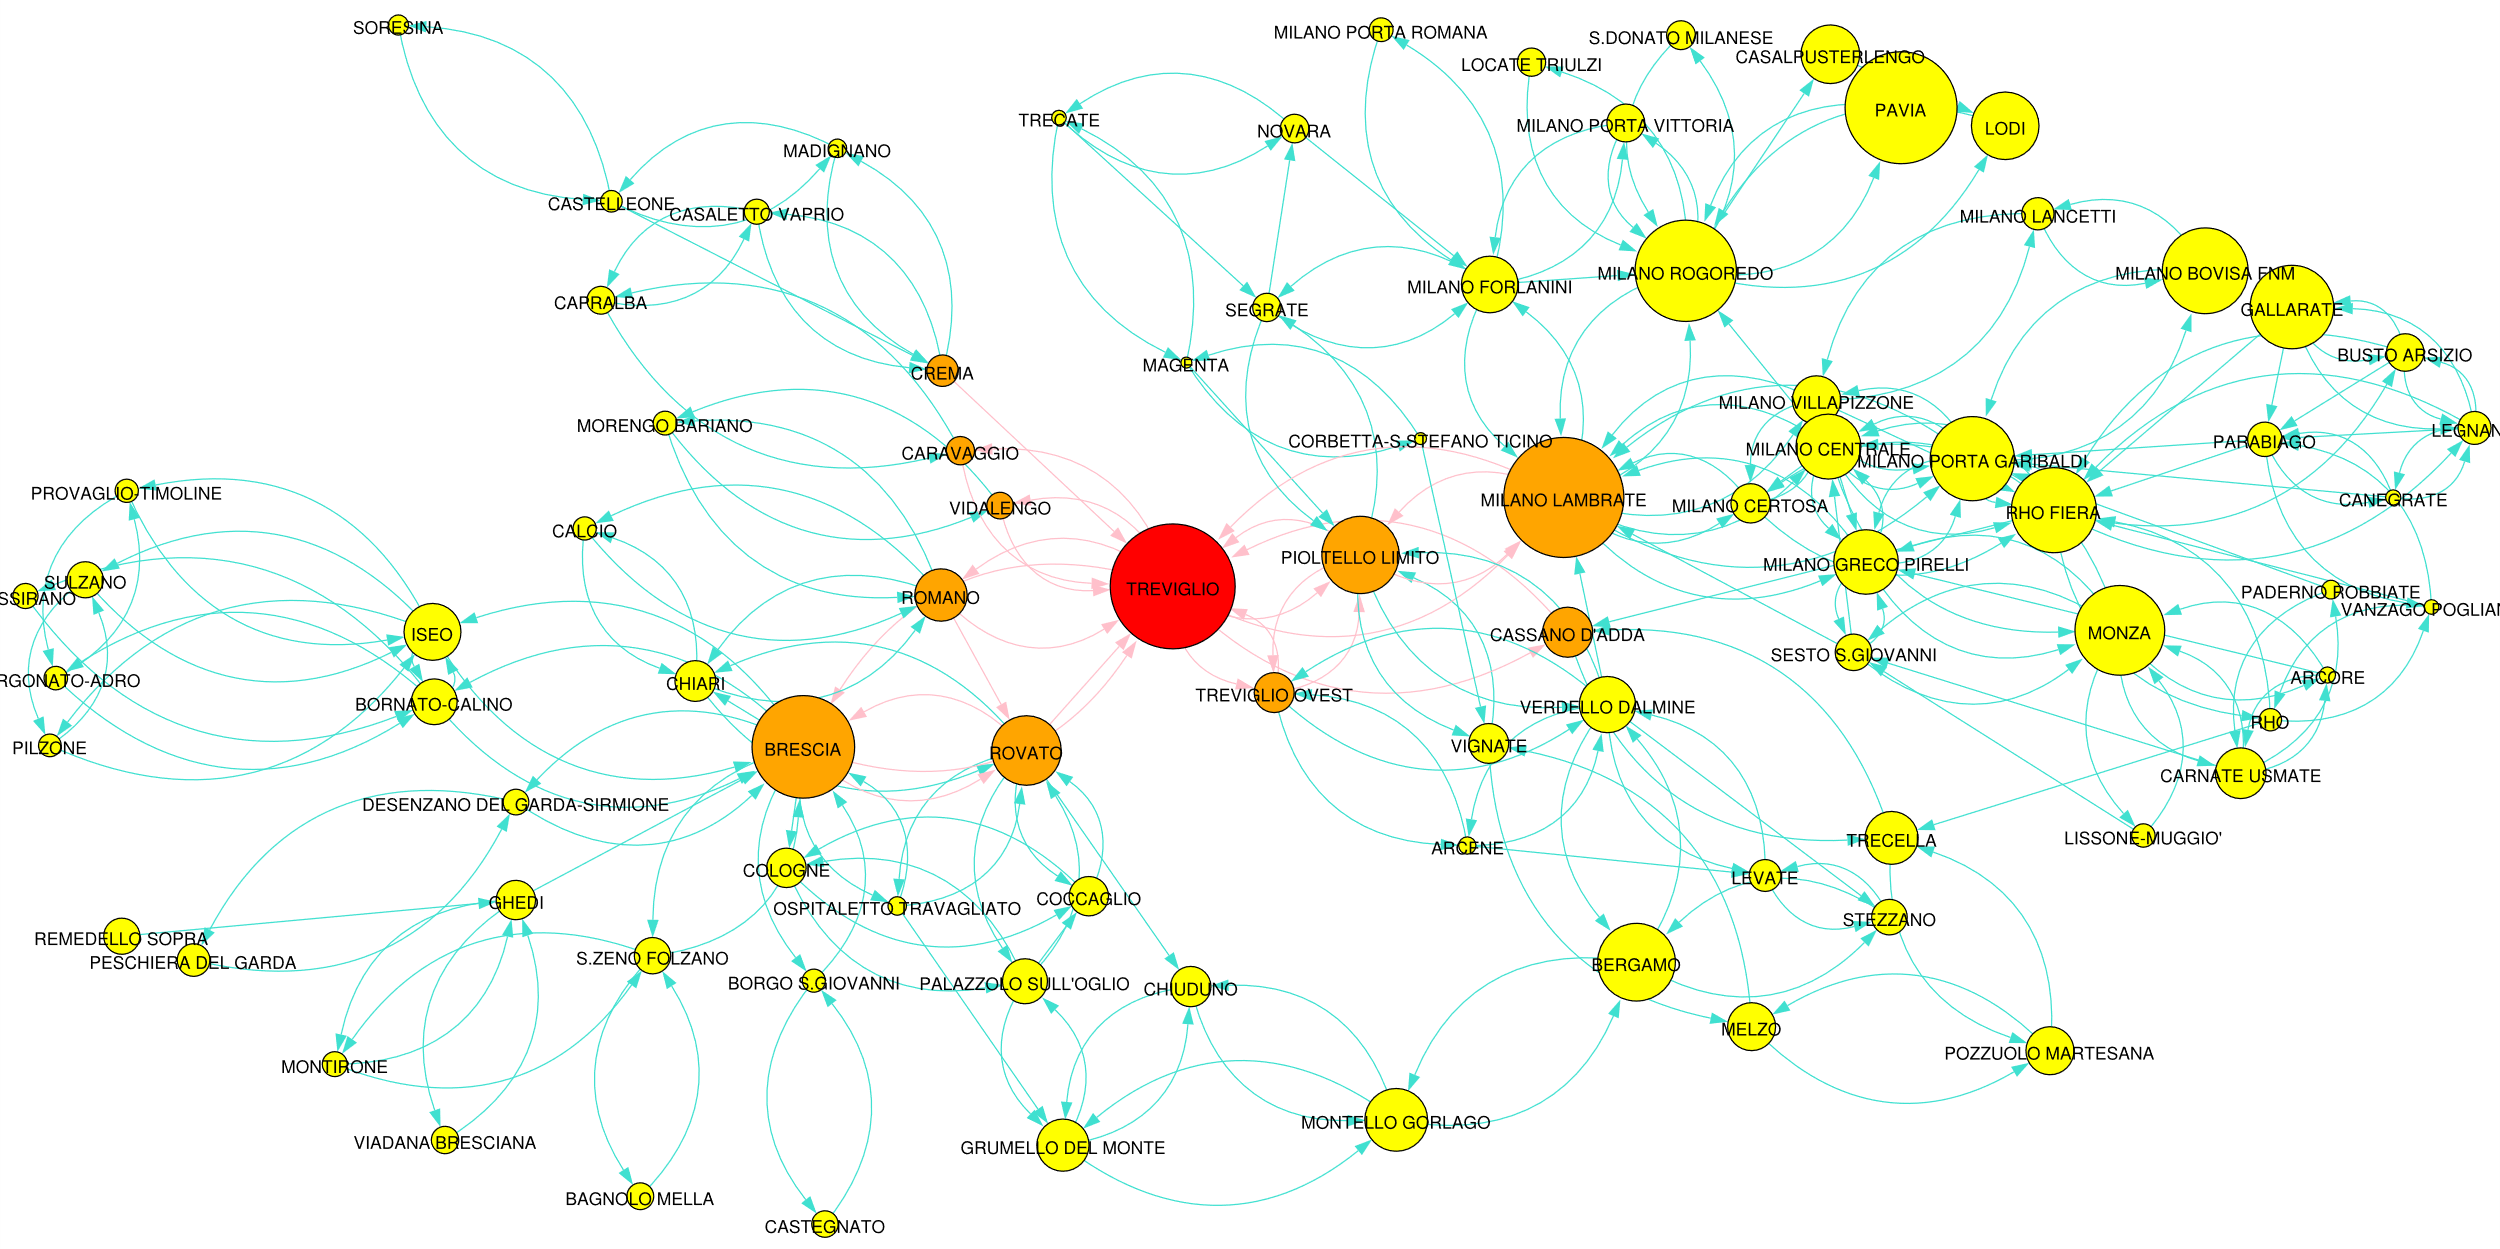 SORESINA
MILANO PORTA ROMANA
S.DONATO MILANESE
CASALPUSTERLENGO
LOCATE TRIULZI
PAVIA
TRECATE
NOVARA
MILANO PORTA VITTORIA
LODI
MADIGNANO
CASTELLEONE
CASALETTO VAPRIO
MILANO LANCETTI
MILANO ROGOREDO
MILANO BOVISA FNM
MILANO FORLANINI
CAPRALBA
SEGRATE
GALLARATE
BUSTO ARSIZIO
MAGENTA
CREMA
MILANO VILLAPIZZONE
MORENGO BARIANO
CORBETTA-S.STEFANO TICINO
PARABIAGO
LEGNAN
CARAVAGGIO
MILANO CENTRALE
MILANO PORTA GARIBALDI
PROVAGLIO-TIMOLINE
VIDALENGO
MILANO LAMBRATE
MILANO CERTOSA
CANEGRATE
RHO FIERA
CALCIO
PIOLTELLO LIMITO
MILANO GRECO PIRELLI
SULZANO
TREVIGLIO
PADERNO ROBBIATE
SSIRANO
ROMANO
VANZAGO POGLIAN
ISEO
CASSANO D'ADDA
MONZA
SESTO S.GIOVANNI
RGONATO-ADRO
CHIARI
ARCORE
TREVIGLIO OVEST
BORNATO-CALINO
VERDELLO DALMINE
RHO
PILZONE
BRESCIA
ROVATO
VIGNATE
CARNATE USMATE
DESENZANO DEL GARDA-SIRMIONE
LISSONE-MUGGIO'
TRECELLA
ARCENE
COLOGNE
LEVATE
GHEDI
COCCAGLIO
OSPITALETTO TRAVAGLIATO
STEZZANO
REMEDELLO SOPRA
S.ZENO FOLZANO
PESCHIERA DEL GARDA
BERGAMO
BORGO S.GIOVANNI
PALAZZOLO SULL'OGLIO
CHIUDUNO
MELZO
POZZUOLO MARTESANA
MONTIRONE
MONTELLO GORLAGO
VIADANA BRESCIANA
GRUMELLO DEL MONTE
BAGNOLO MELLA
CASTEGNATO